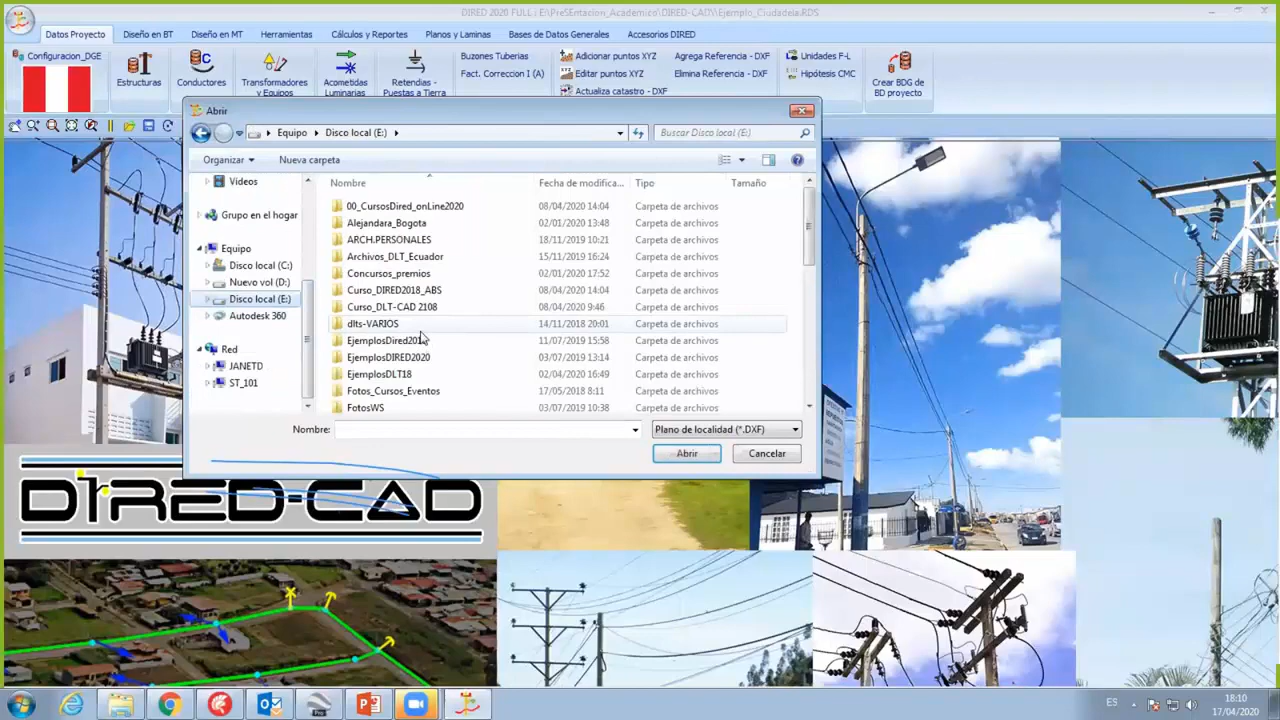 DIRED 2020 FULL : E:\PreSEntacion_Academico\DIRED-CAD\Ejemplo_Ciudadela.RDS
Datos Proyecto Diseño en BT Diseño en MT Herramientas Cálculos y Reportes Planos y Laminas Bases de Datos Generales Accesorios DIRED
Configuracion_DGE Buzones Tuberias Adicionar puntos XYZ Agrega Referencia - DXF Unidades F-L
Fact. Correccion I (A) Editar puntos XYZ Elimina Referencia - DXF Hipótesis CMC
Estructuras Conductores Transformadores y Equipos Acometidas Luminarias Retendias - Puestas a Tierra Actualiza catastro - DXF Crear BDG de BD proyecto
Abrir
Equipo Disco local (E:) Buscar Disco local (E:)
Organizar Nueva carpeta
Nombre Fecha de modifica... Tipo Tamaño
Vídeos
Grupo en el hogar
Equipo
Disco local (C:)
Nuevo vol (D:)
Disco local (E:)
Autodesk 360
Red
JANETD
ST_101
00_CursosDired_onLine2020 08/04/2020 14:04 Carpeta de archivos
Alejandara_Bogota 02/01/2020 13:48 Carpeta de archivos
ARCH.PERSONALES 18/11/2019 10:21 Carpeta de archivos
Archivos_DLT_Ecuador 15/11/2019 16:24 Carpeta de archivos
Concursos_premios 02/01/2020 17:52 Carpeta de archivos
Curso_DIRED2018_ABS 08/04/2020 14:04 Carpeta de archivos
Curso_DLT-CAD 2108 08/04/2020 9:46 Carpeta de archivos
dlts-VARIOS 14/11/2018 20:01 Carpeta de archivos
11/07/2019 15:58 Carpeta de archivos
EjemplosDIRED2020 03/07/2019 13:14 Carpeta de archivos
EjemplosDLT18 02/04/2020 16:49 Carpeta de archivos
Fotos_Cursos_Eventos 17/05/2018 8:11 Carpeta de archivos
FotosWS 03/07/2019 10:38 Carpeta de archivos
Nombre: Plano de localidad (*.DXF)
Abrir Cancelar
DIRED-CAD
ES 18:10
17/04/2020